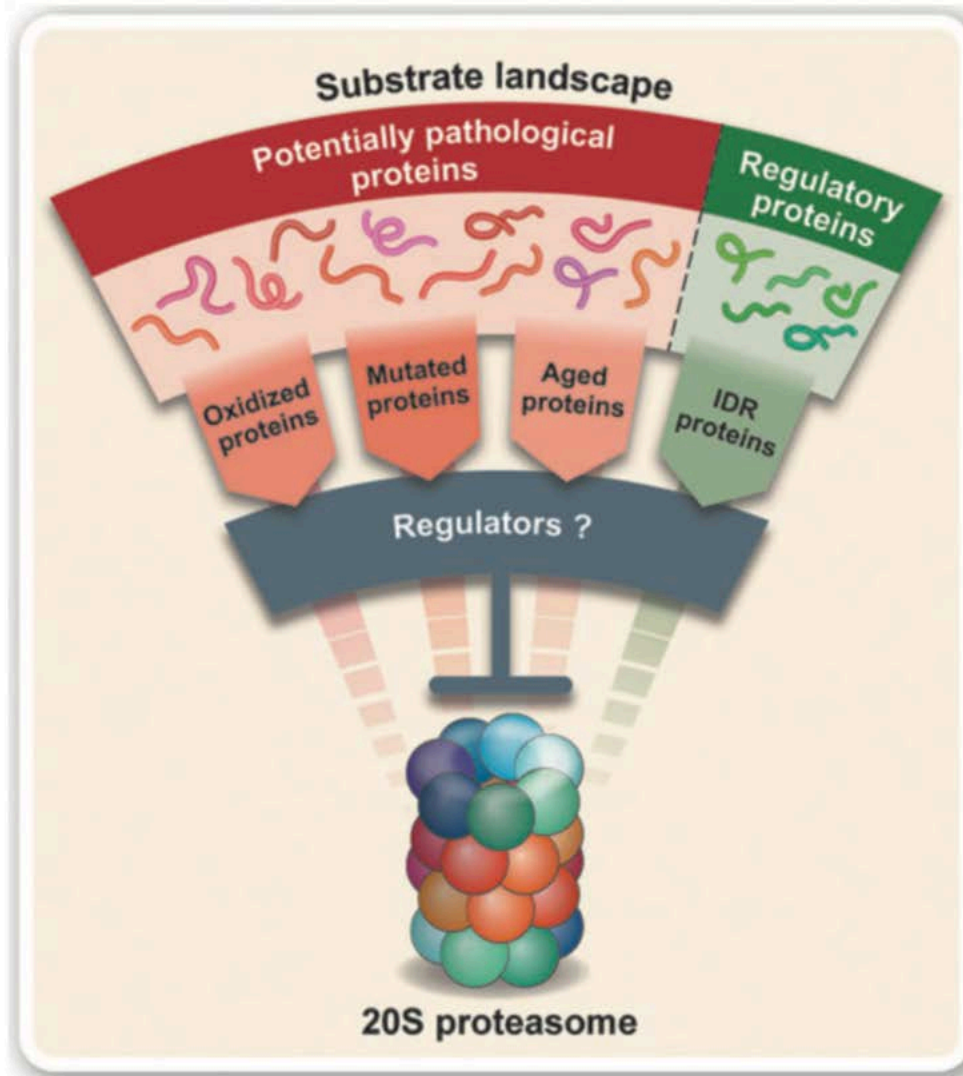 Substrate landscape
Potentially pathological
proteins
Regulatory
proteins
Oxidized
proteins
Mutated
proteins
Aged
proteins
IDR
proteins
Regulators ?
20S proteasome